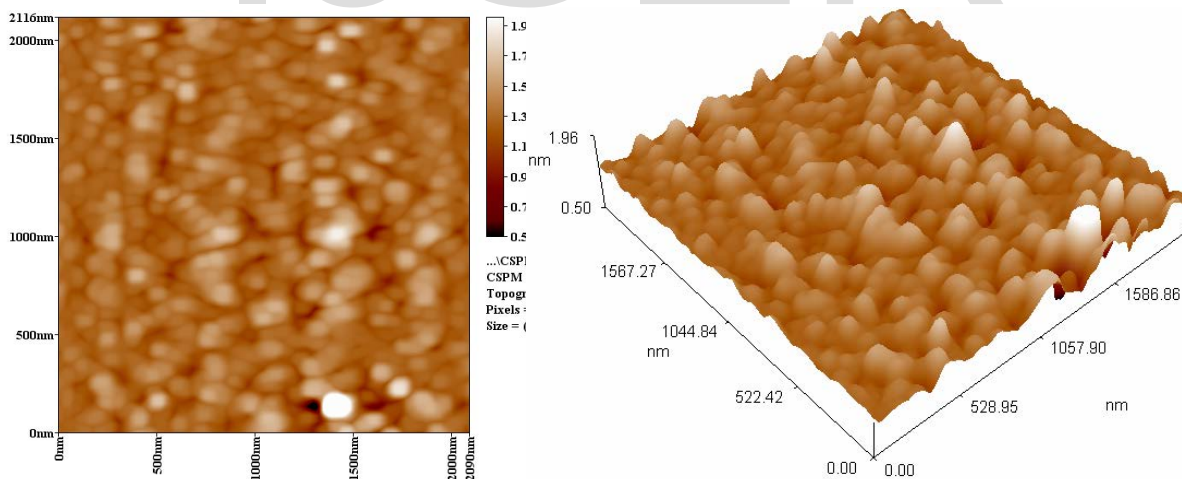 2116nm
2000nm
1500nm
1000nm
500nm
0nm
0nm
500nm
1000nm
1500nm
2000nm
2090nm
1.9
1.7
1.5
1.3
1.1
0.9
0.7
0.5
nm
...\CSPI
CSPM
Topogr
Pixels =
Size = (
1.96
0.50
1567.27
1044.84
nm
522.42
0.00
0.00
528.95
1057.90
1586.86
nm